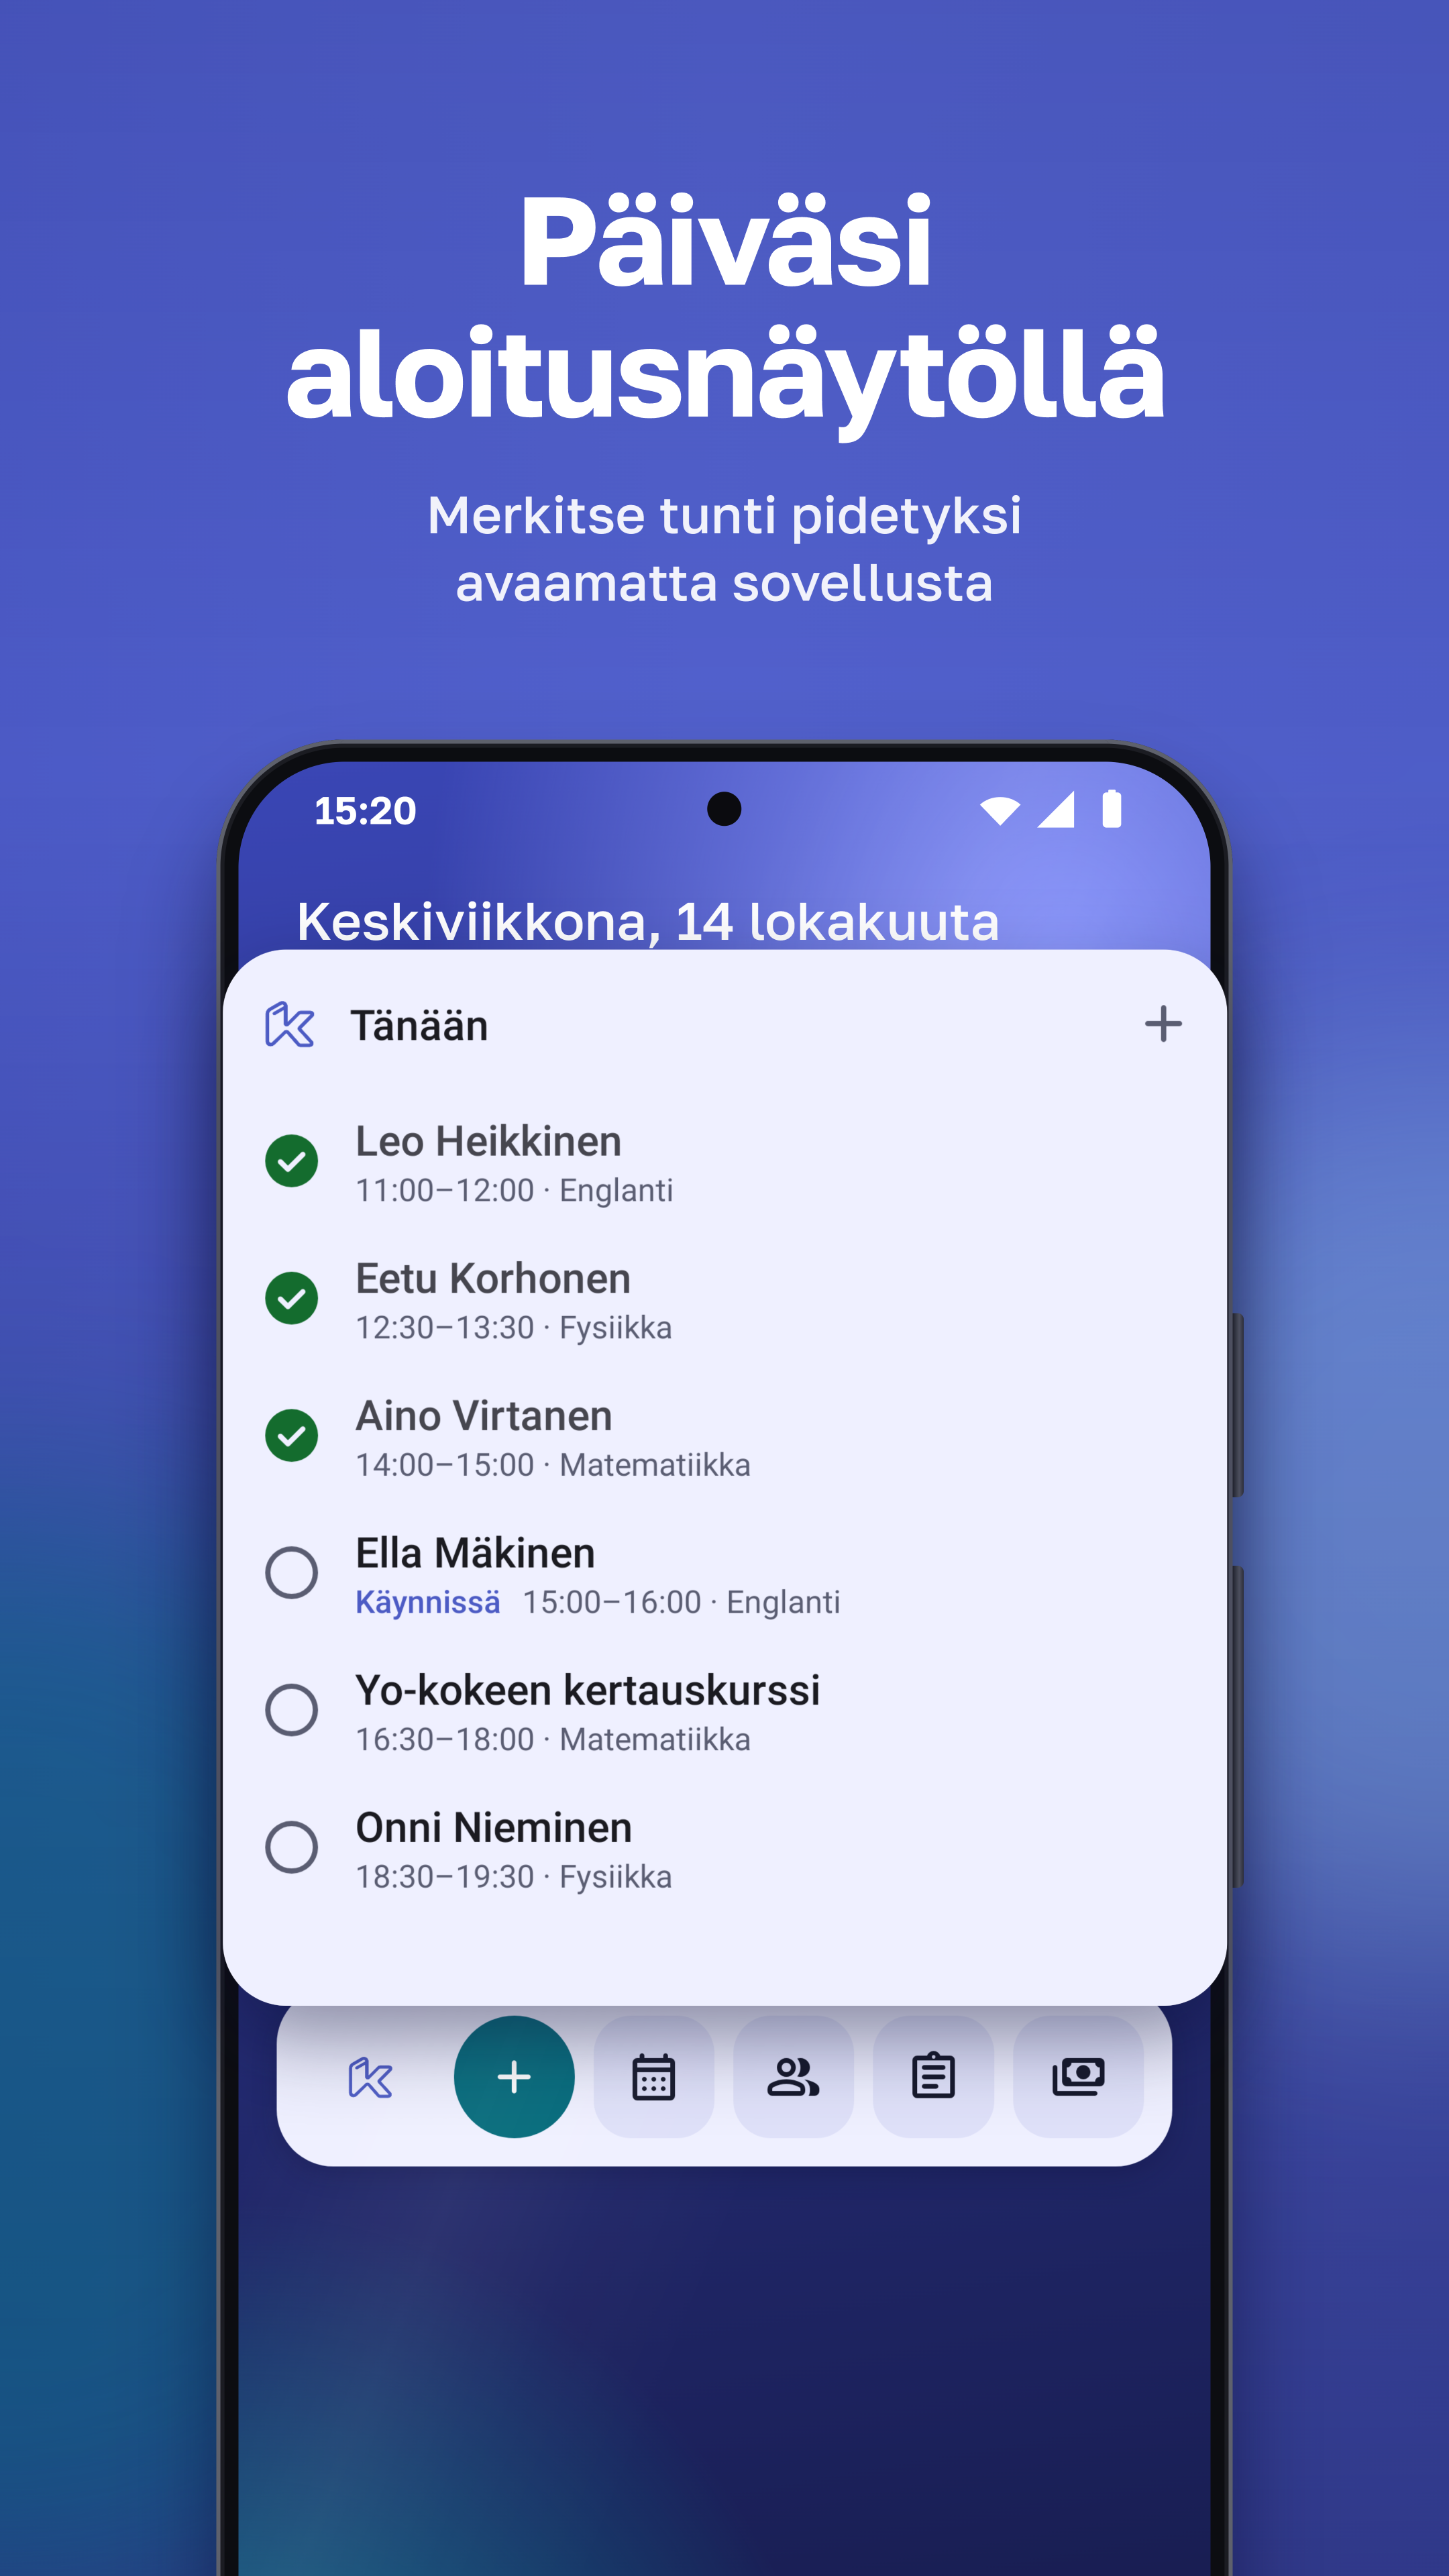 Päiväsi
aloitusnäytöllä
Merkitse tunti pidetyksi
avaamatta sovellusta
15:20
Keskiviikkona, 14 lokakuuta
Tänään
Leo Heikkinen
11:00–12:00 · Englanti
Eetu Korhonen
12:30–13:30 · Fysiikka
Aino Virtanen
14:00–15:00 · Matematiikka
Ella Mäkinen
Käynnissä 15:00–16:00 · Englanti
Yo-kokeen kertauskurssi
16:30–18:00 · Matematiikka
Onni Nieminen
18:30–19:30 · Fysiikka